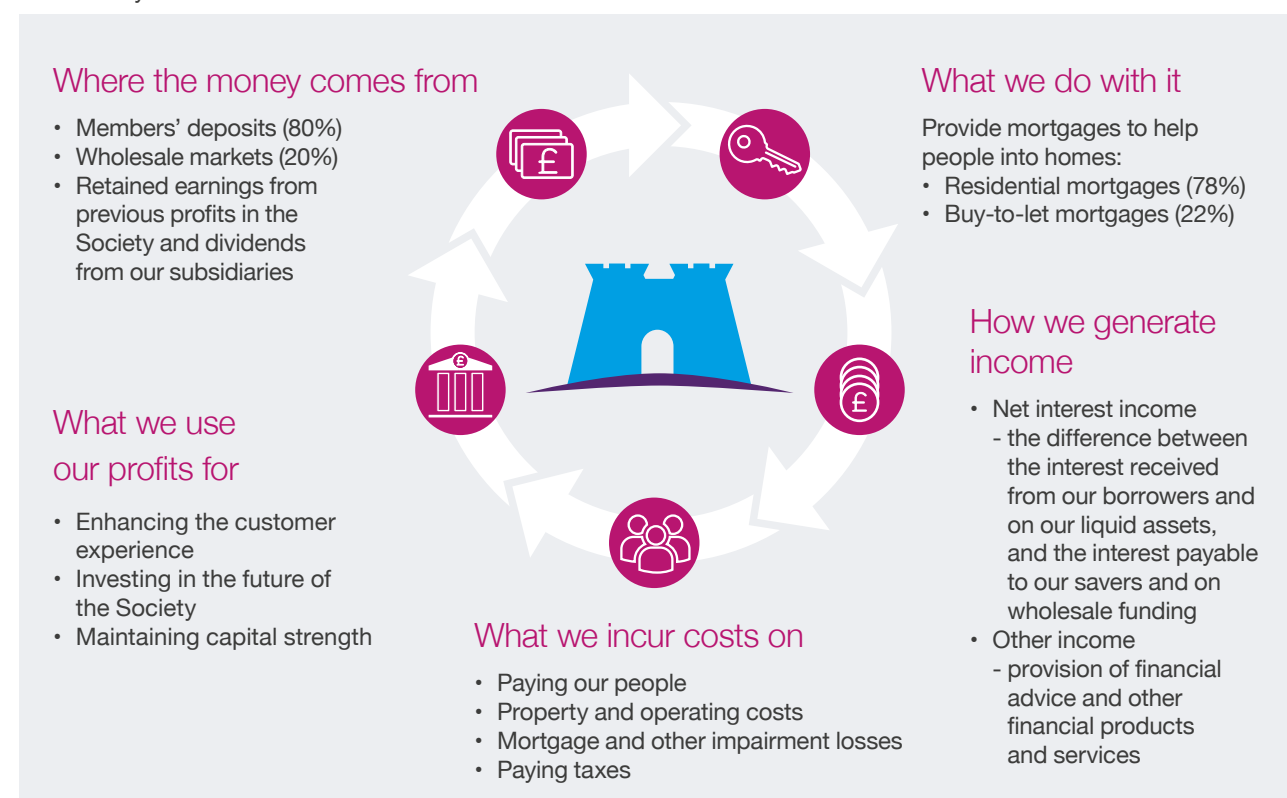 Where the money comes from
• Members' deposits (80%)
• Wholesale markets (20%)
• Retained earnings from
previous profits in the
Society and dividends
from our subsidiaries
What we do with it
Provide mortgages to help
people into homes:
• Residential mortgages (78%)
• Buy-to-let mortgages (22%)
How we generate
income
• Net interest income
- the difference between
the interest received
from our borrowers and
on our liquid assets,
and the interest payable
to our savers and on
wholesale funding
• Other income
- provision of financial
advice and other
financial products
and services
What we incur costs on
• Paying our people
• Property and operating costs
• Mortgage and other impairment losses
• Paying taxes
What we use
our profits for
• Enhancing the customer
experience
• Investing in the future of
the Society
• Maintaining capital strength
£
£
£